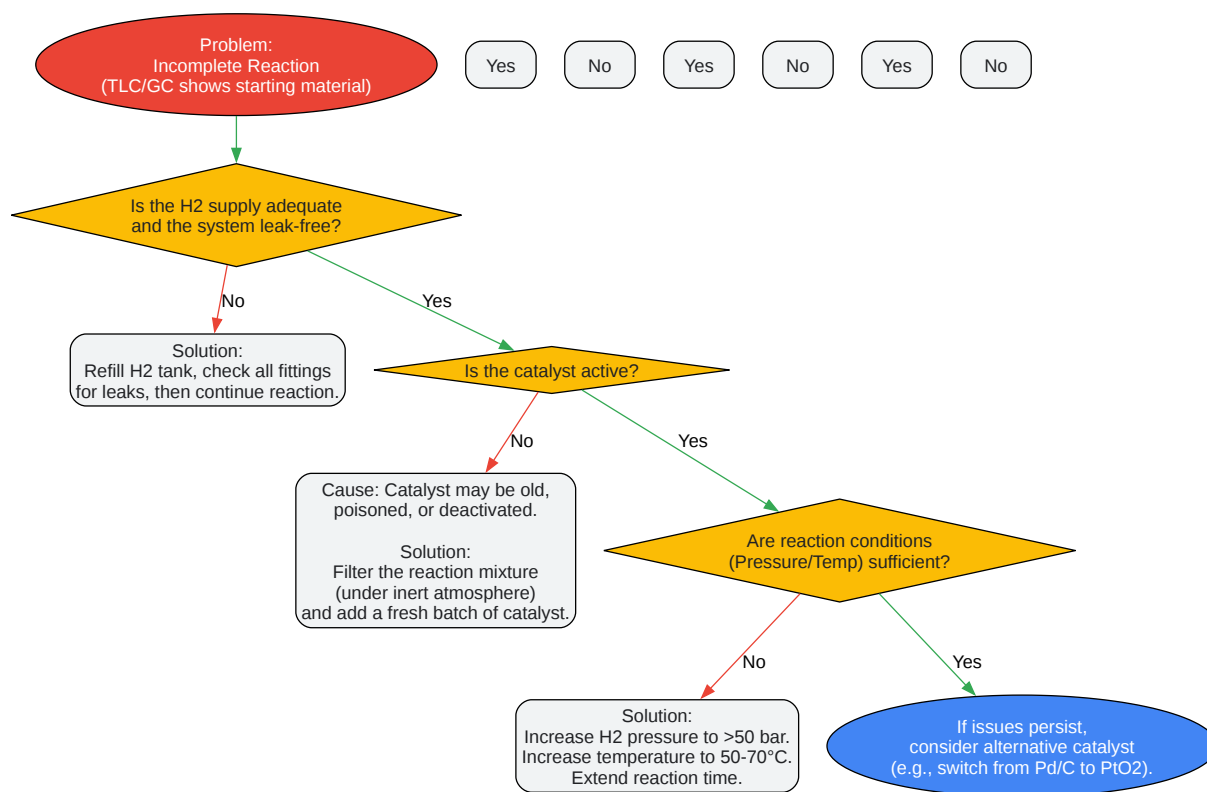 Problem:
Incomplete Reaction
(TLC/GC shows starting material)
Yes
No
Yes
No
Yes
No
Is the H2 supply adequate
and the system leak-free?
No
Yes
Solution:
Refill H2 tank, check all fittings
for leaks, then continue reaction.
Is the catalyst active?
No
Yes
Cause: Catalyst may be old,
poisoned, or deactivated.
Solution:
Filter the reaction mixture
(under inert atmosphere)
and add a fresh batch of catalyst.
Are reaction conditions
(Pressure/Temp) sufficient?
No
Yes
Solution:
Increase H2 pressure to >50 bar.
Increase temperature to 50-70°C.
Extend reaction time.
If issues persist,
consider alternative catalyst
(e.g., switch from Pd/C to PtO2).